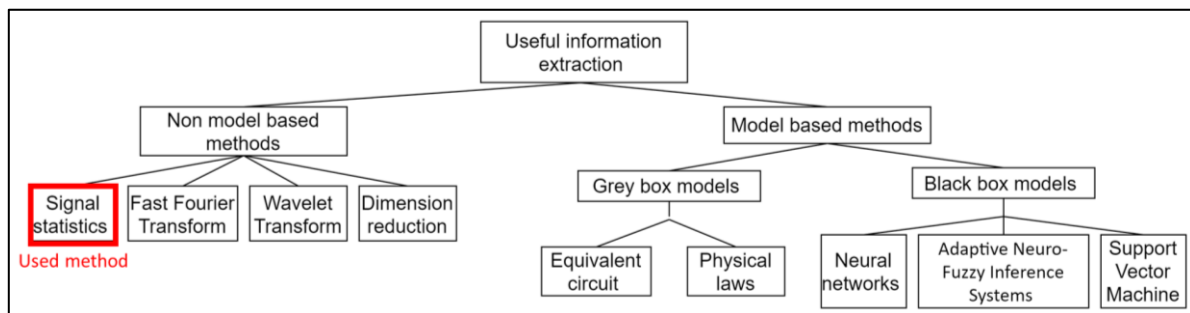 Useful information
extraction
Non model based
methods
Model based methods
Signal
statistics
Fast Fourier
Transform
Wavelet
Transform
Dimension
reduction
Used method
Grey box models
Black box models
Equivalent
circuit
Physical
laws
Neural
networks
Adaptive Neuro-
Fuzzy Inference
Systems
Support
Vector
Machine